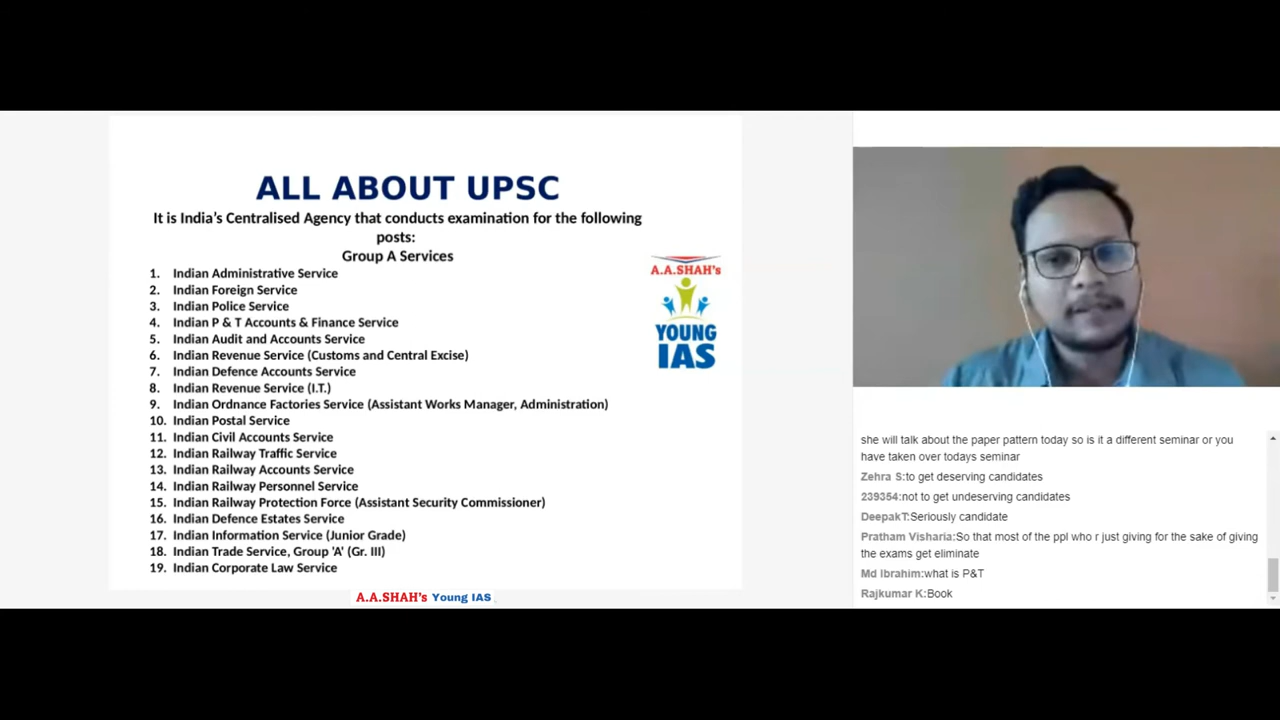 ALL ABOUT UPSC
It is India’s Centralised Agency that conducts examination for the following
posts:
Group A Services
1. Indian Administrative Service
2. Indian Foreign Service
3. Indian Police Service
4. Indian P & T Accounts & Finance Service
5. Indian Audit and Accounts Service
6. Indian Revenue Service (Customs and Central Excise)
7. Indian Defence Accounts Service
8. Indian Revenue Service (I.T.)
9. Indian Ordnance Factories Service (Assistant Works Manager, Administration)
10. Indian Postal Service
11. Indian Civil Accounts Service
12. Indian Railway Traffic Service
13. Indian Railway Accounts Service
14. Indian Railway Personnel Service
15. Indian Railway Protection Force (Assistant Security Commissioner)
16. Indian Defence Estates Service
17. Indian Information Service (Junior Grade)
18. Indian Trade Service, Group 'A' (Gr. III)
19. Indian Corporate Law Service
A.A.SHAH's
YOUNG
IAS
A.A.SHAH's Young IAS
she will talk about the paper pattern today so is it a different seminar or you
have taken over todays seminar
Zehra S:to get deserving candidates
239354:not to get undeserving candidates
DeepakT:Seriously candidate
Pratham Visharia:So that most of the ppl who r just giving for the sake of giving
the exams get eliminate
Md Ibrahim:what is P&T
Rajkumar K:Book